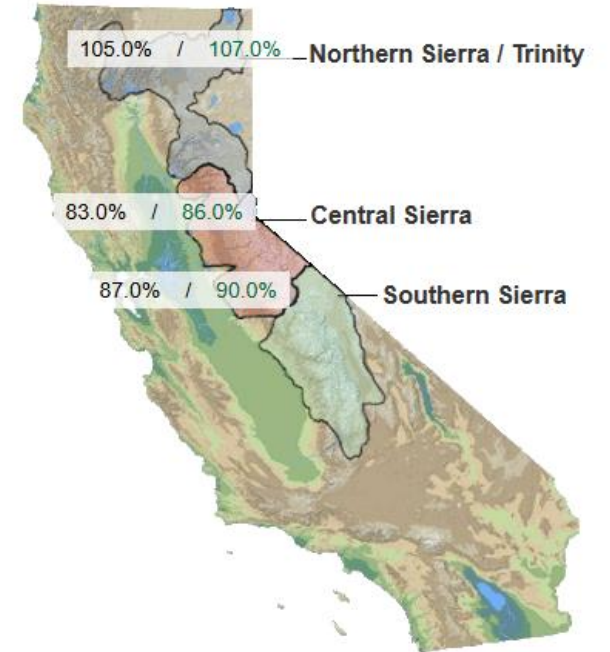 105.0% / 107.0% Northern Sierra / Trinity
83.0% / 86.0% Central Sierra
87.0% / 90.0% Southern Sierra